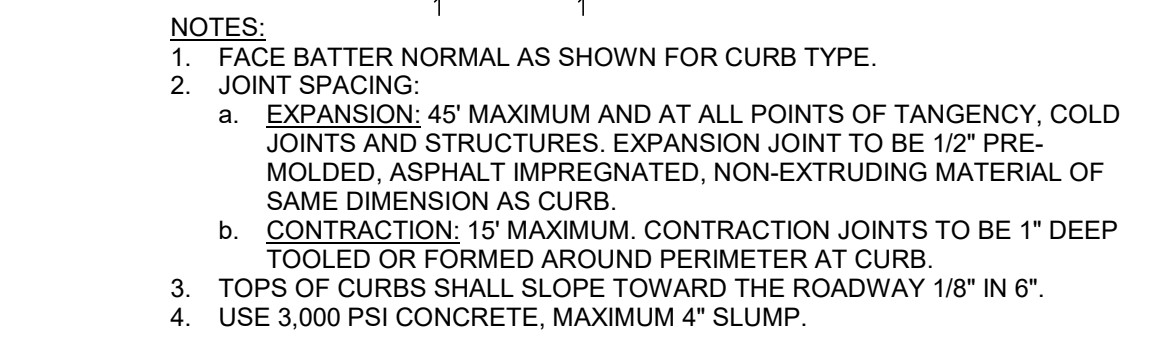 NOTES:
1. FACE BATTER NORMAL AS SHOWN FOR CURB TYPE.
2. JOINT SPACING:
a. EXPANSION: 45' MAXIMUM AND AT ALL POINTS OF TANGENCY, COLD
JOINTS AND STRUCTURES. EXPANSION JOINT TO BE 1/2" PRE-
MOLDED, ASPHALT IMPREGNATED, NON-EXTRUDING MATERIAL OF
SAME DIMENSION AS CURB.
b. CONTRACTION: 15' MAXIMUM. CONTRACTION JOINTS TO BE 1" DEEP
TOOLED OR FORMED AROUND PERIMETER AT CURB.
3. TOPS OF CURBS SHALL SLOPE TOWARD THE ROADWAY 1/8" IN 6".
4. USE 3,000 PSI CONCRETE, MAXIMUM 4" SLUMP.